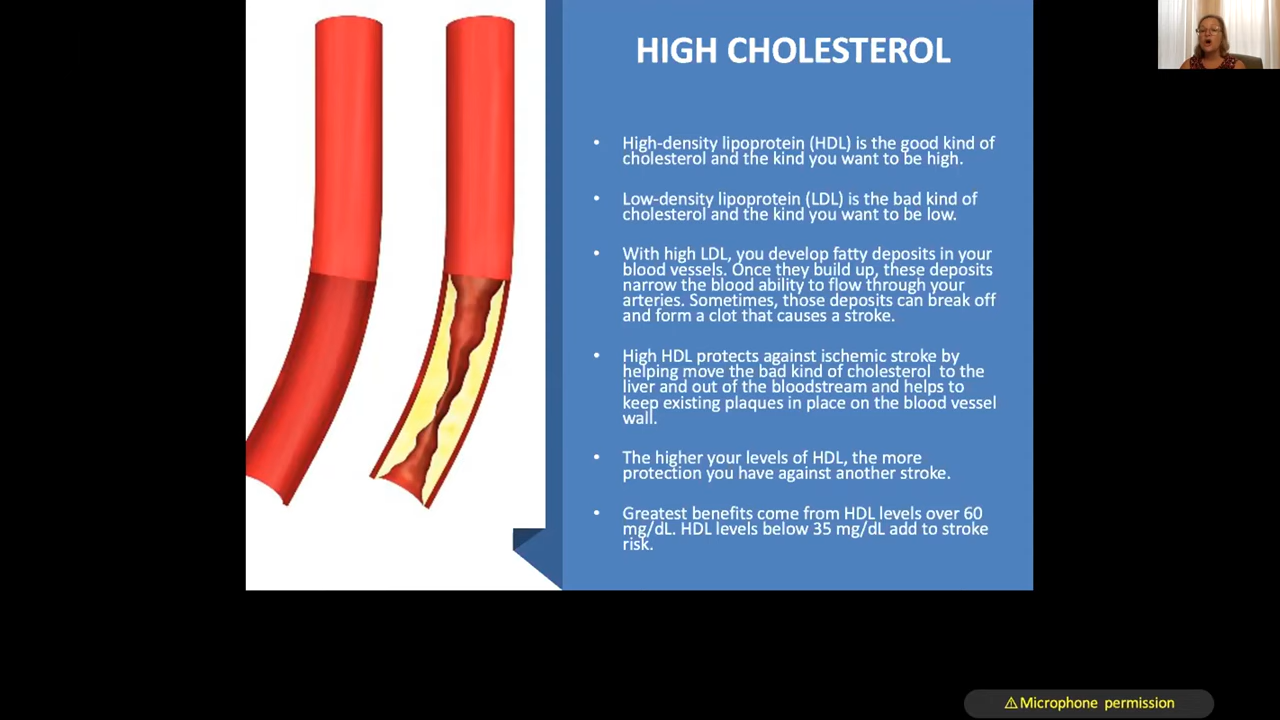 HIGH CHOLESTEROL
• High-density lipoprotein (HDL) is the good kind of
cholesterol and the kind you want to be high.
• Low-density lipoprotein (LDL) is the bad kind of
cholesterol and the kind you want to be low.
• With high LDL, you develop fatty deposits in your
blood vessels. Once they build up, these deposits
narrow the blood ability to flow through your
arteries. Sometimes, those deposits can break off
and form a clot that causes a stroke.
• High HDL protects against ischemic stroke by
helping move the bad kind of cholesterol to the
liver and out of the bloodstream and helps to
keep existing plaques in place on the blood vessel
wall.
• The higher your levels of HDL, the more
protection you have against another stroke.
• Greatest benefits come from HDL levels over 60
mg/dL. HDL levels below 35 mg/dL add to stroke
risk.
⚠Microphone permission